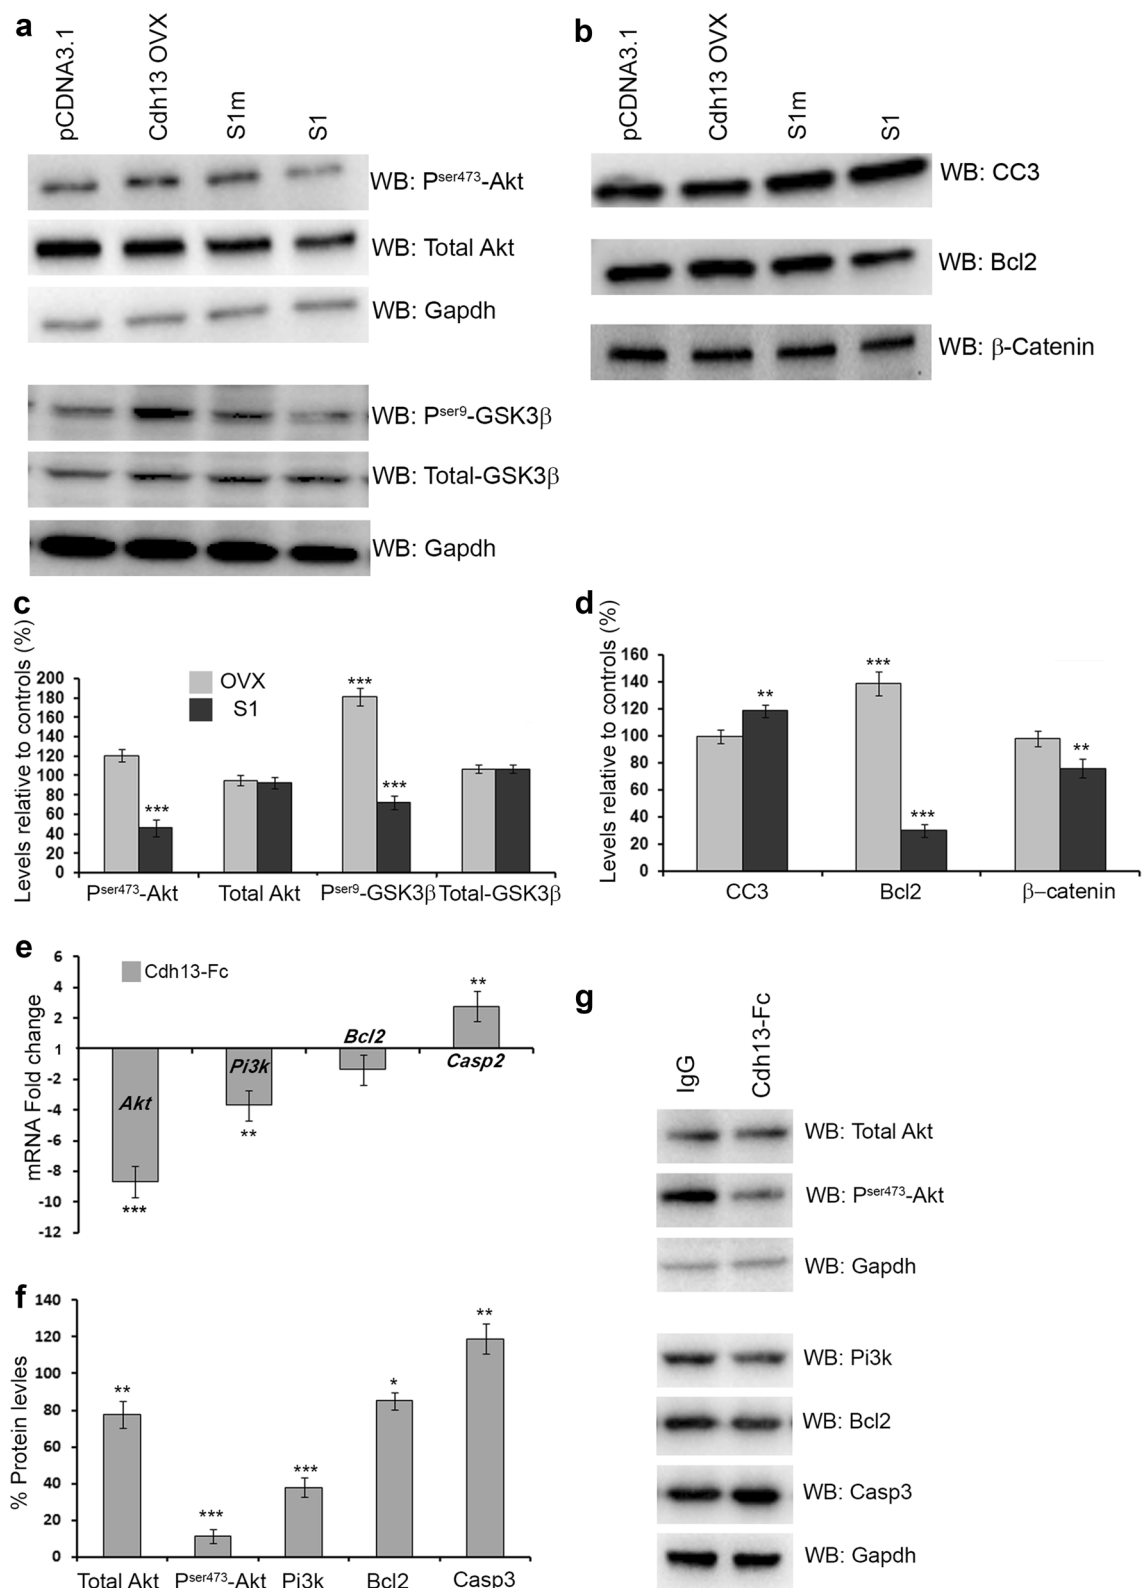 a
pCDNA3.1
Cdh13 OVX
S1m
S1
WB: Pser473-Akt
WB: Total Akt
WB: Gapdh
WB: Pser9-GSK3β
WB: Total-GSK3β
WB: Gapdh
b
pCDNA3.1
Cdh13 OVX
S1m
S1
WB: CC3
WB: Bcl2
WB: β-Catenin
c
Levels relative to controls (%)
200
180
160
140
120
100
80
60
40
20
0
OVX
S1
***
***
***
Pser473-Akt
Total Akt
Pser9-GSK3β
Total-GSK3β
d
Levels relative to controls (%)
160
140
120
100
80
60
40
20
0
**
***
***
**
CC3
Bcl2
β–catenin
e
mRNA Fold change
6
4
2
1
-2
-4
-6
-8
-10
-12
Cdh13-Fc
Akt
***
Pi3k
**
Bcl2
**
Casp2
f
% Protein levles
140
120
100
80
60
40
20
0
**
***
***
*
**
Total Akt
Pser473-Akt
Pi3k
Bcl2
Casp3
g
IgG
Cdh13-Fc
WB: Total Akt
WB: Pser473-Akt
WB: Gapdh
WB: Pi3k
WB: Bcl2
WB: Casp3
WB: Gapdh